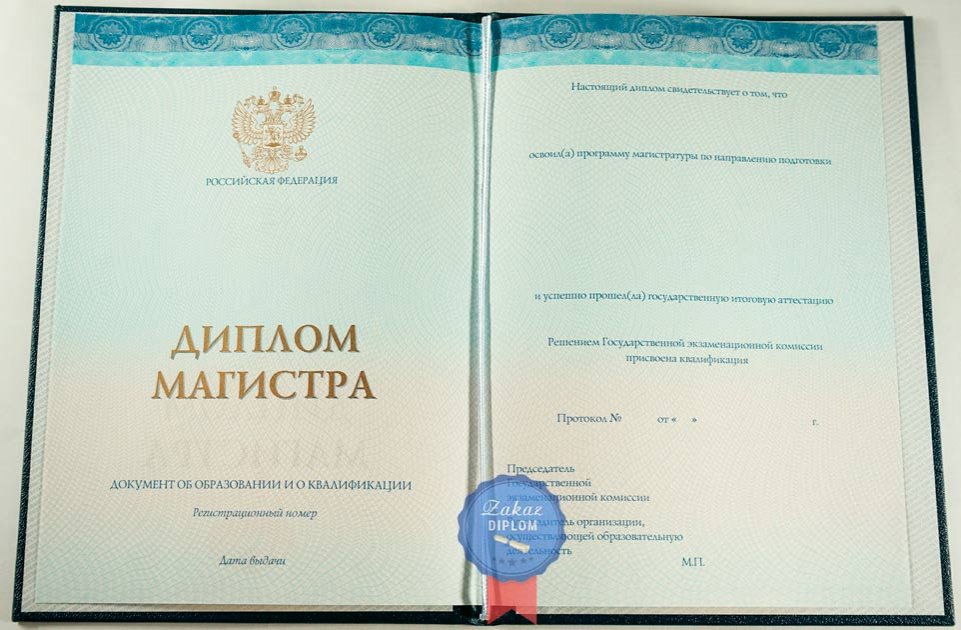 РОССИЙСКАЯ ФЕДЕРАЦИЯ
ДИПЛОМ
МАГИСТРА
ДОКУМЕНТ ОБ ОБРАЗОВАНИИ И О КВАЛИФИКАЦИИ
Регистрационный номер
Дата выдачи
Настоящий диплом свидетельствует о том, что
освоил(а) программу магистратуры по направлению подготовки
и успешно прошел(ла) государственную итоговую аттестацию
Решением Государственной экзаменационной комиссии
присвоена квалификация
Протокол № от « » г.
Председатель
Государственной
экзаменационной комиссии
организации,
осуществляющей образовательную
деятельность
М.П.
Zakaz
DIPLOM